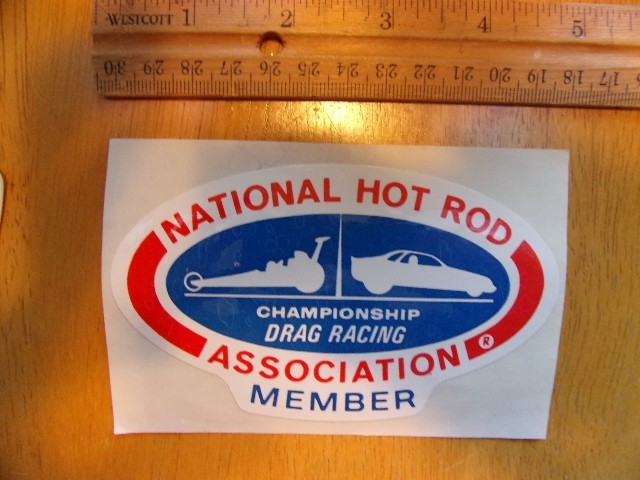 WESTCOTT 1 2 3 4 5
30 29 28 27 26 25 24 23 22 21 20 19 18 17 16
NATIONAL HOT ROD
CHAMPIONSHIP
DRAG RACING
ASSOCIATION ®
MEMBER